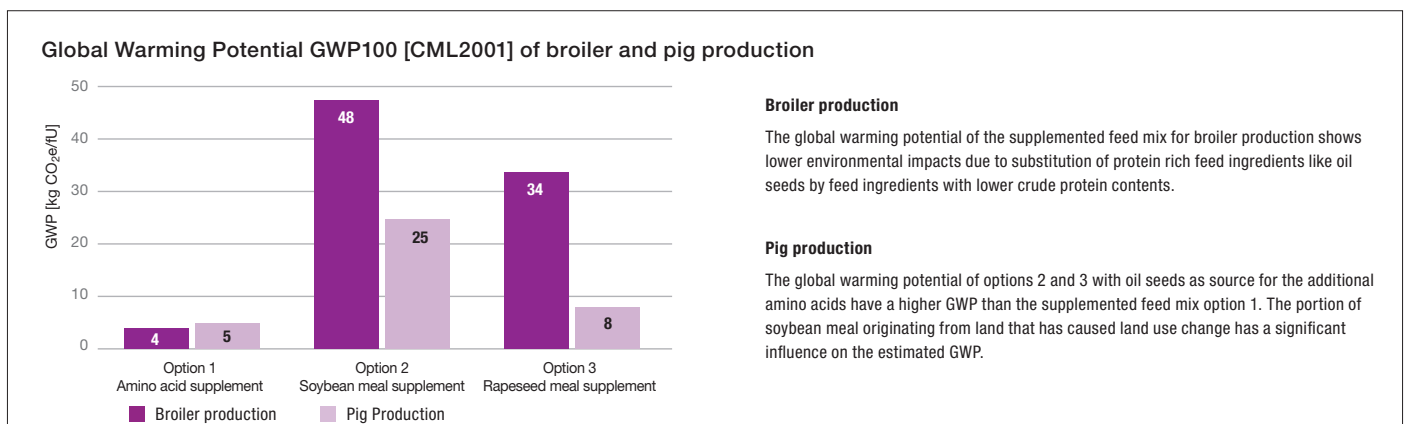 Global Warming Potential GWP100 [CML2001] of broiler and pig production
GWP [kg CO₂e/fU]
50
40
30
20
10
0
4
5
48
25
34
8
Option 1
Amino acid supplement
Option 2
Soybean meal supplement
Option 3
Rapeseed meal supplement
Broiler production
Pig Production
Broiler production
The global warming potential of the supplemented feed mix for broiler production shows
lower environmental impacts due to substitution of protein rich feed ingredients like oil
seeds by feed ingredients with lower crude protein contents.
Pig production
The global warming potential of options 2 and 3 with oil seeds as source for the additional
amino acids have a higher GWP than the supplemented feed mix option 1. The portion of
soybean meal originating from land that has caused land use change has a significant
influence on the estimated GWP.